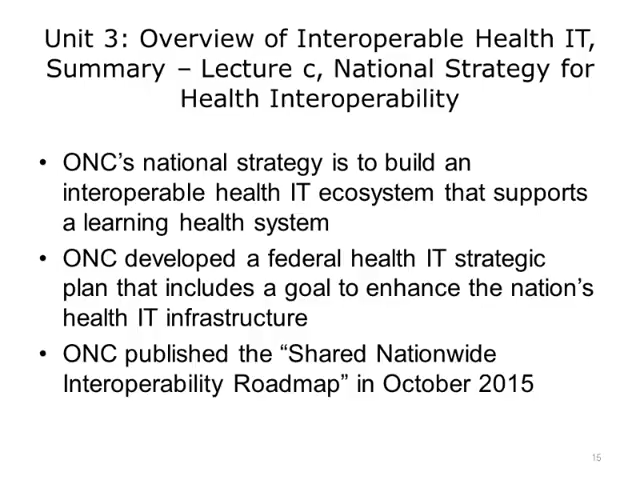 Unit 3: Overview of Interoperable Health IT,
Summary – Lecture c, National Strategy for
Health Interoperability
• ONC’s national strategy is to build an
interoperable health IT ecosystem that supports
a learning health system
• ONC developed a federal health IT strategic
plan that includes a goal to enhance the nation’s
health IT infrastructure
• ONC published the “Shared Nationwide
Interoperability Roadmap” in October 2015
15